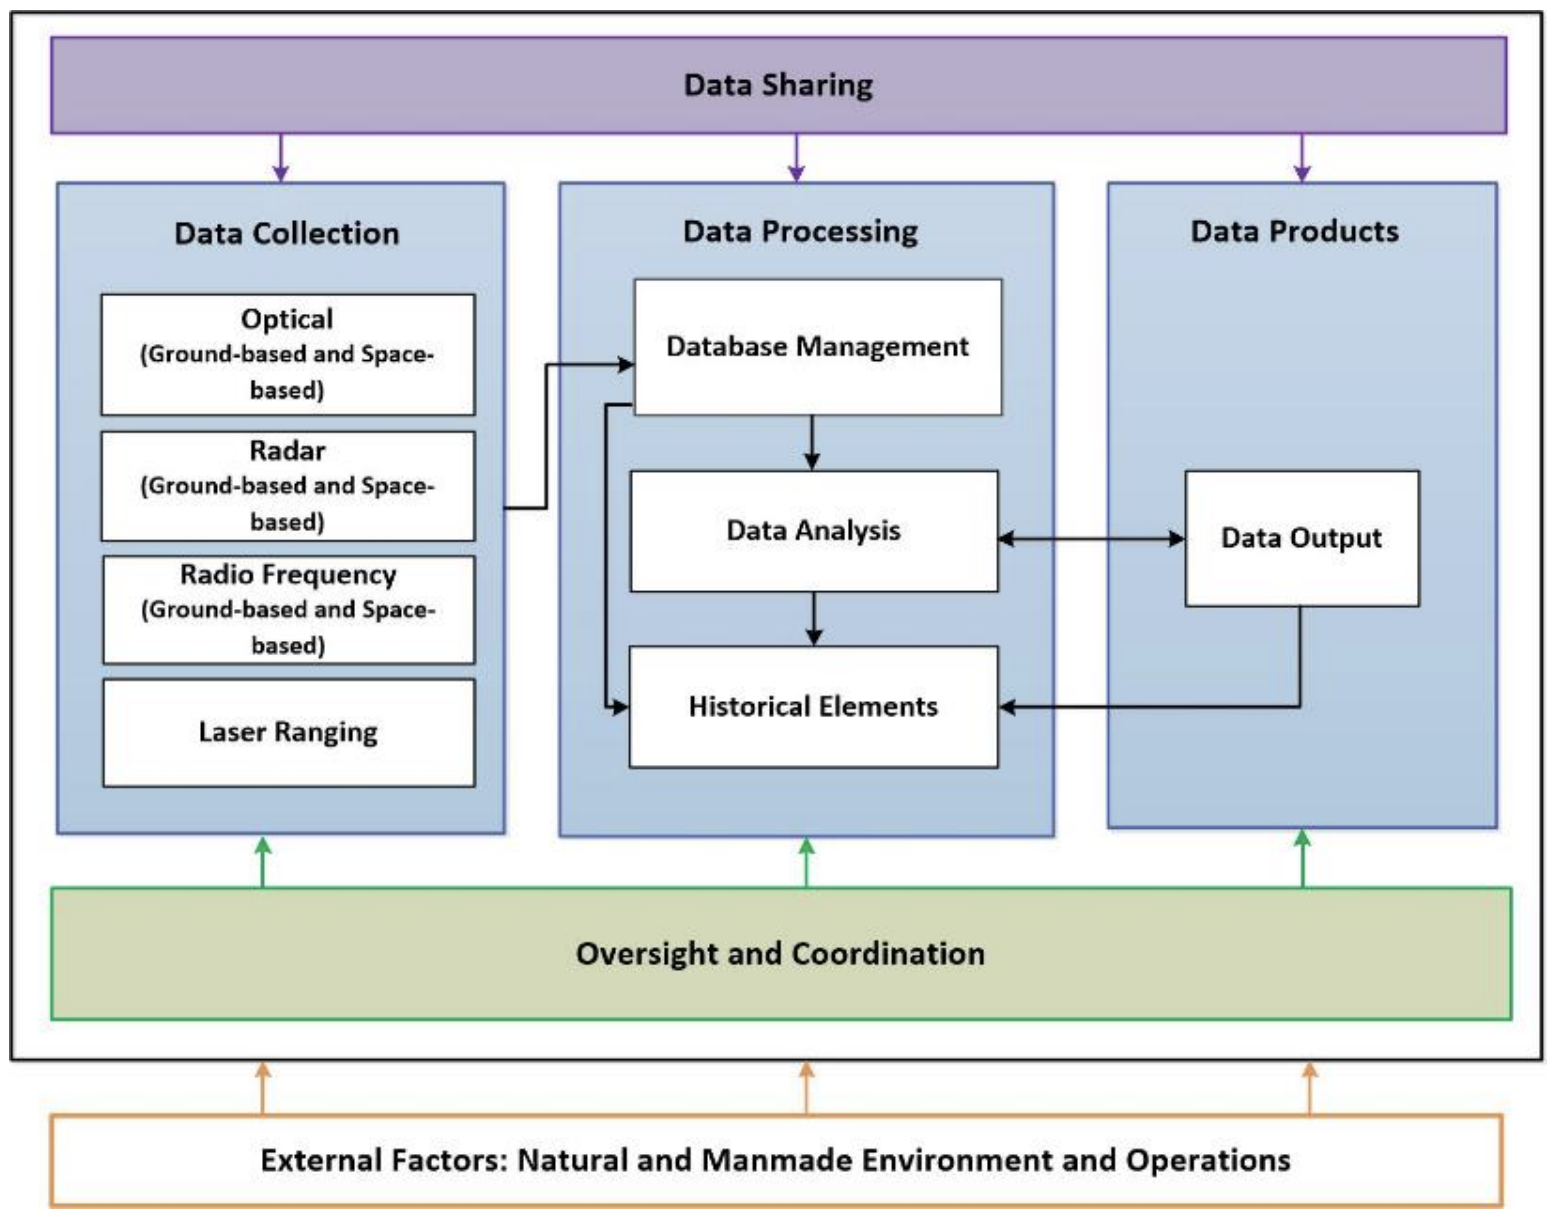 Data Sharing
Data Collection
Optical
(Ground-based and Space-
based)
Radar
(Ground-based and Space-
based)
Radio Frequency
(Ground-based and Space-
based)
Laser Ranging
Data Processing
Database Management
Data Analysis
Historical Elements
Data Products
Data Output
Oversight and Coordination
External Factors: Natural and Manmade Environment and Operations